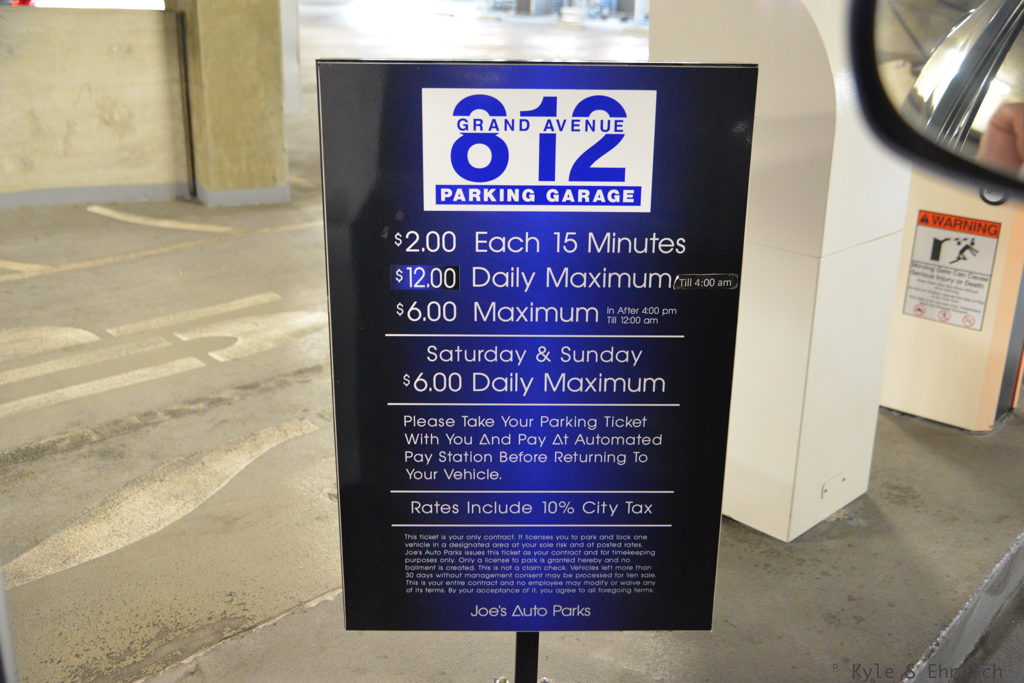 812
GRAND AVENUE
PARKING GARAGE
$2.00 Each 15 Minutes
$12.00 Daily Maximum Till 4:00 am
$6.00 Maximum In After 4:00 pm
Till 12:00 am
Saturday & Sunday
$6.00 Daily Maximum
Please Take Your Parking Ticket
With You And Pay At Automated
Pay Station Before Returning To
Your Vehicle.
Rates Include 10% City Tax
This ticket is your only contract. It licenses you to park and lock one
vehicle in a designated area at your sole risk and at posted rates.
Joe's Auto Parks issues this ticket as your contract and for timekeeping
purposes only. Only a license to park is granted hereby and no
bailment is created. This is not a claim check. Vehicles left more than
30 days without management consent may be processed for lien sale.
This is your entire contract and no employee may modify or waive any
of its terms. By your acceptance of it, you agree to all foregoing terms.
Joe's Auto Parks
WARNING
Moving Gate Can Cause
Serious Injury or Death
° Kyle S Ehrlich